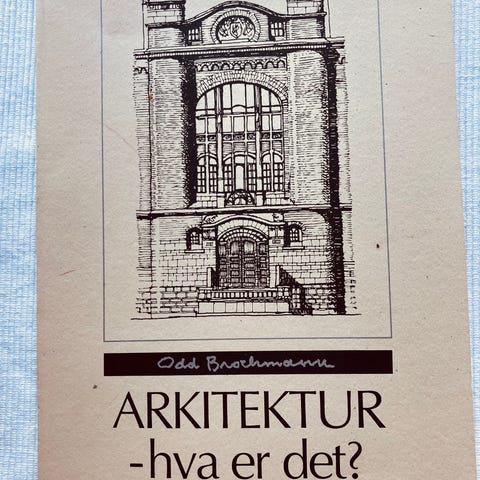 Odd Brochmann
ARKITEKTUR
-hva er det?